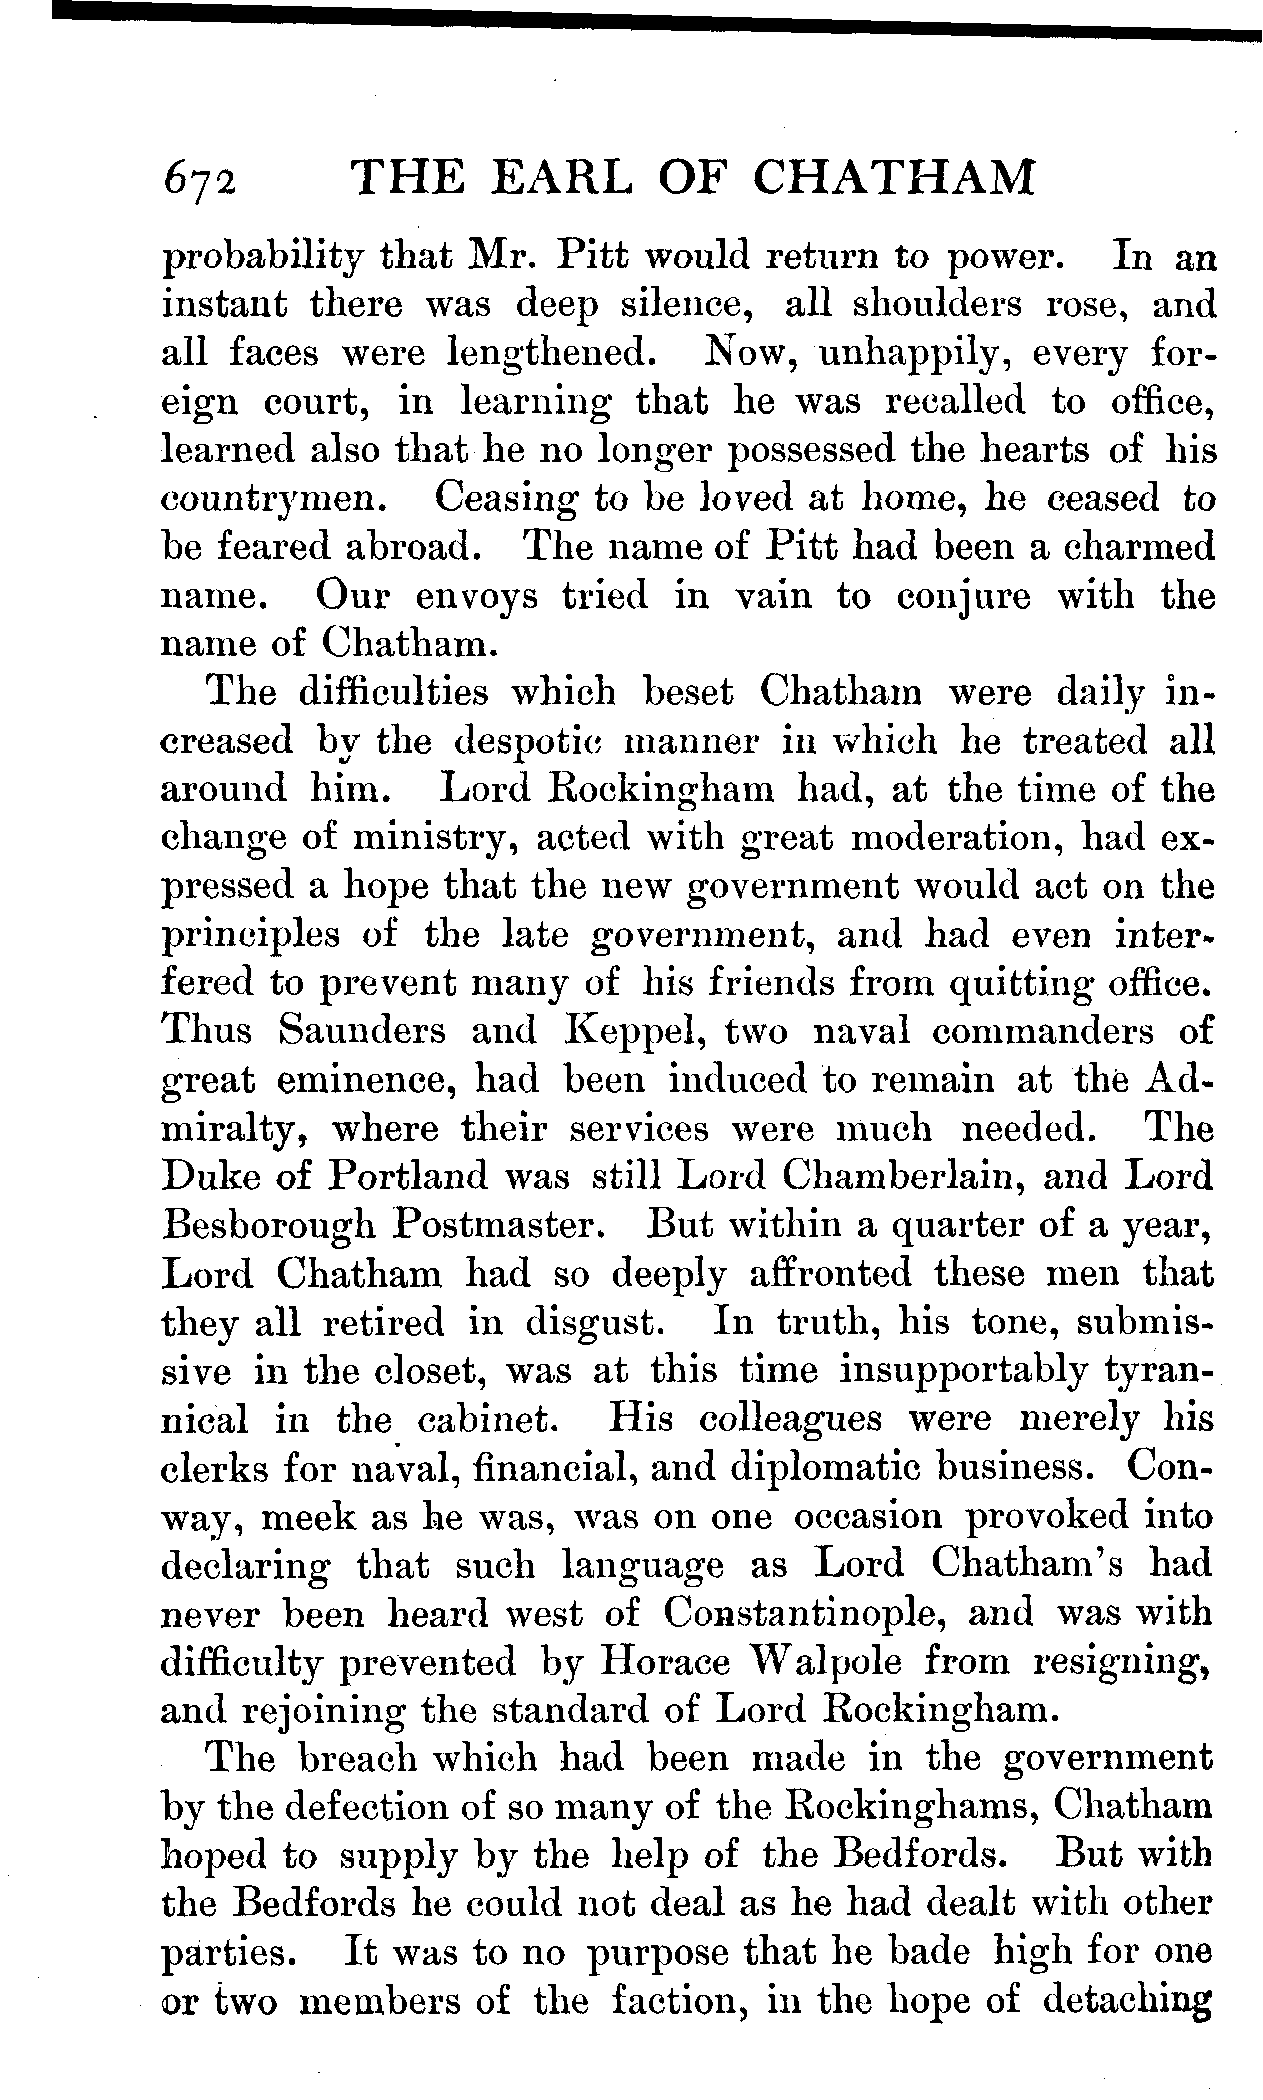 672 THE EARL OF CHATHAM
probability that Mr. Pitt would return to power. In an
instant there was deep silence, all shoulders rose, and
all faces were lengthened. Now, unhappily, every for-
eign court, in learning that he was recalled to office,
learned also that he no longer possessed the hearts of his
countrymen. Ceasing to be loved at home, he ceased to
be feared abroad. The name of Pitt had been a charmed
name. Our envoys tried in vain to conjure with the
name of Chatham.
The difficulties which beset Chatham were daily in-
creased by the despotic manner in which he treated all
around him. Lord Rockingham had, at the time of the
change of ministry, acted with great moderation, had ex-
pressed a hope that the new government would act on the
principles of the late government, and had even inter-
fered to prevent many of his friends from quitting office.
Thus Saunders and Keppel, two naval commanders of
great eminence, had been induced to remain at the Ad-
miralty, where their services were much needed. The
Duke of Portland was still Lord Chamberlain, and Lord
Besborough Postmaster. But within a quarter of a year,
Lord Chatham had so deeply affronted these men that
they all retired in disgust. In truth, his tone, submis-
sive in the closet, was at this time insupportably tyran-
nical in the cabinet. His colleagues were merely his
clerks for naval, financial, and diplomatic business. Con-
way, meek as he was, was on one occasion provoked into
declaring that such language as Lord Chatham's had
never been heard west of Constantinople, and was with
difficulty prevented by Horace Walpole from resigning,
and rejoining the standard of Lord Rockingham.
The breach which had been made in the government
by the defection of so many of the Rockinghams, Chatham
hoped to supply by the help of the Bedfords. But with
the Bedfords he could not deal as he had dealt with other
parties. It was to no purpose that he bade high for one
or two members of the faction, in the hope of detaching